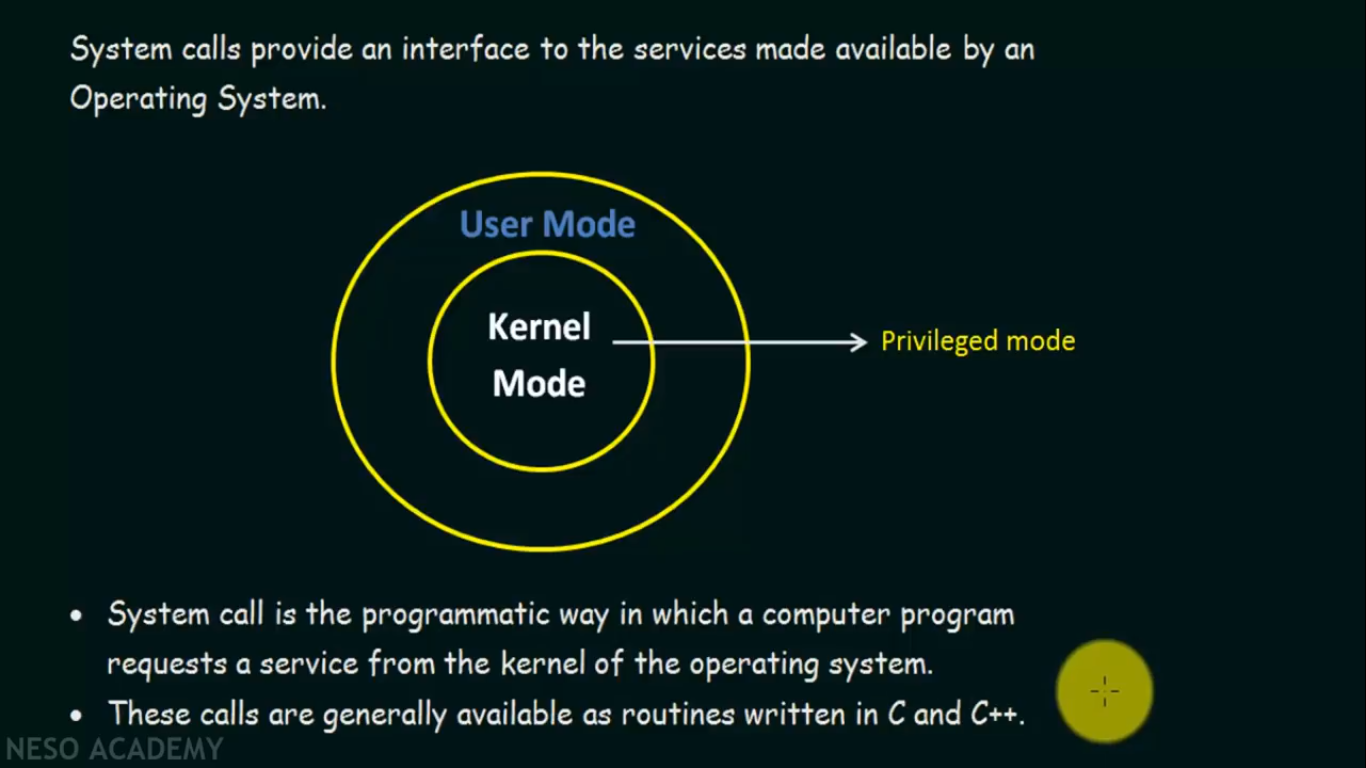 System calls provide an interface to the services made available by an
Operating System.
User Mode
Kernel
Mode
Privileged mode
• System call is the programmatic way in which a computer program
requests a service from the kernel of the operating system.
• These calls are generally available as routines written in C and C++.
NESO ACADEMY